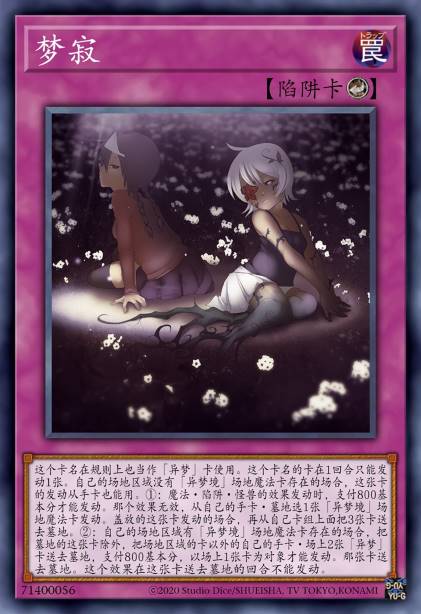 梦寂
トラップ
罠
【陷阱卡】
这个卡名在规则上也当作「异梦」卡使用。这个卡名的卡在1回合只能发
动1张。自己的场地区域没有「异梦境」场地魔法卡存在的场合，这张卡
的发动从手卡也能用。①：魔法·陷阱·怪兽的效果发动时，支付800基
本分才能发动。那个效果无效，从自己的手卡·墓地选1张「异梦境」场
地魔法卡发动。盖放的这张卡发动的场合，再从自己卡组上面把3张卡送
去墓地。②：自己的场地区域有「异梦境」场地魔法卡存在的场合，把
墓地的这张卡除外，把场地区域的卡以外的自己的手卡·场上2张「异梦」
卡送去墓地，支付800基本分，以场上1张卡为对象才能发动。那张卡送
去墓地。这个效果在这张卡送去墓地的回合不能发动。
71400056
©2020 Studio Dice/SHUEISHA, TV TOKYO, KONAMI